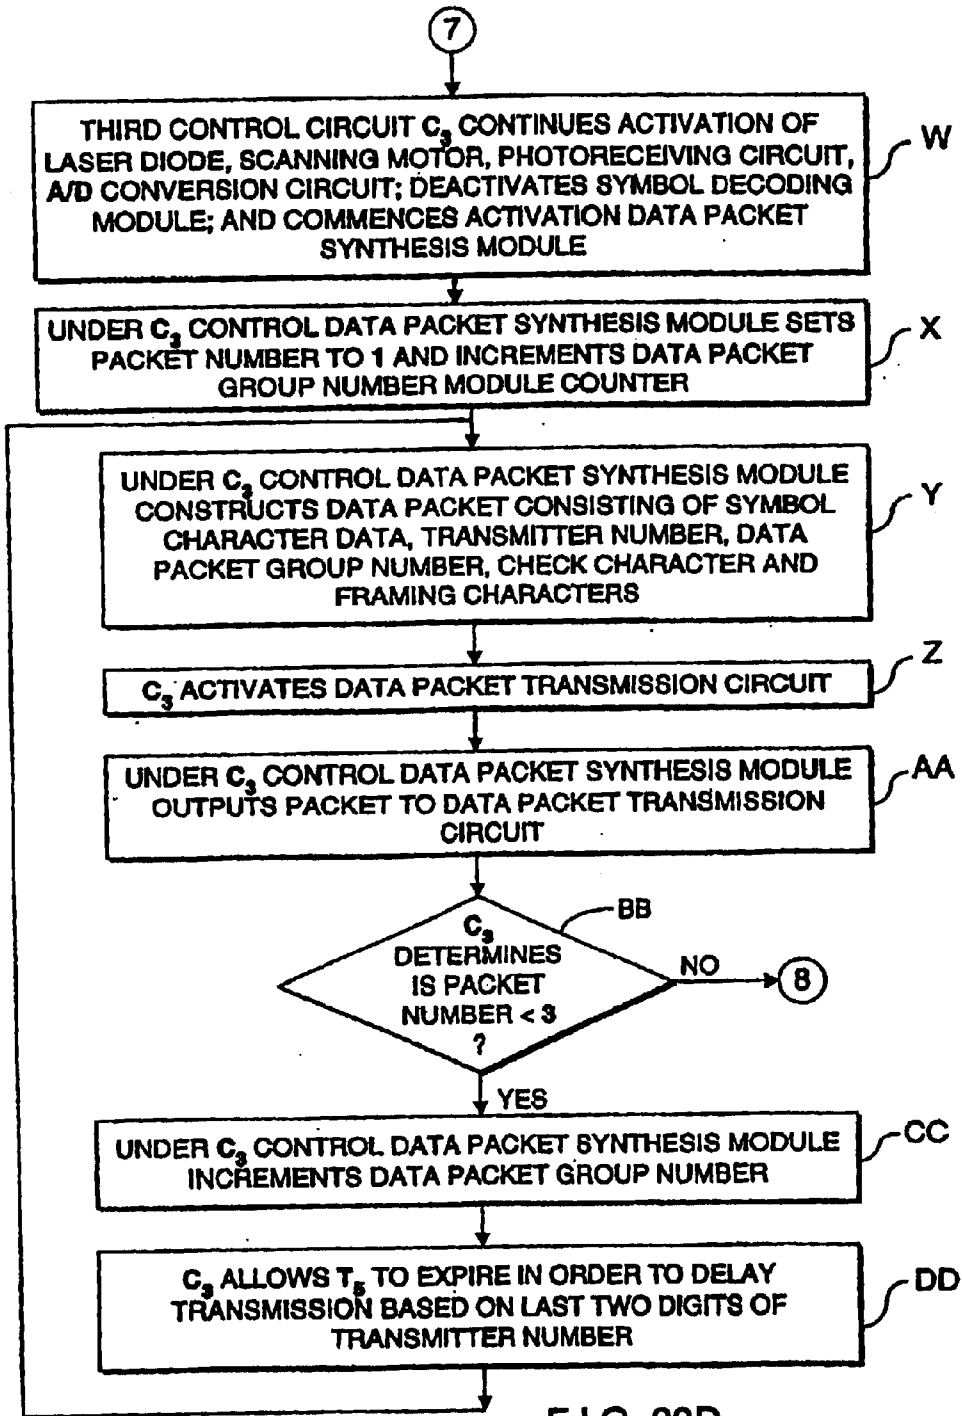 7
THIRD CONTROL CIRCUIT C3 CONTINUES ACTIVATION OF
LASER DIODE, SCANNING MOTOR, PHOTORECEIVING CIRCUIT,
A/D CONVERSION CIRCUIT; DEACTIVATES SYMBOL DECODING
MODULE; AND COMMENCES ACTIVATION DATA PACKET
SYNTHESIS MODULE
W
UNDER C3 CONTROL DATA PACKET SYNTHESIS MODULE SETS
PACKET NUMBER TO 1 AND INCREMENTS DATA PACKET
GROUP NUMBER MODULE COUNTER
X
UNDER C3 CONTROL DATA PACKET SYNTHESIS MODULE
CONSTRUCTS DATA PACKET CONSISTING OF SYMBOL
CHARACTER DATA, TRANSMITTER NUMBER, DATA
PACKET GROUP NUMBER, CHECK CHARACTER AND
FRAMING CHARACTERS
Y
C3 ACTIVATES DATA PACKET TRANSMISSION CIRCUIT
Z
UNDER C3 CONTROL DATA PACKET SYNTHESIS MODULE
OUTPUTS PACKET TO DATA PACKET TRANSMISSION
CIRCUIT
AA
C3
DETERMINES
IS PACKET
NUMBER < 3
?
BB
NO
8
YES
UNDER C3 CONTROL DATA PACKET SYNTHESIS MODULE
INCREMENTS DATA PACKET GROUP NUMBER
CC
C3 ALLOWS T5 TO EXPIRE IN ORDER TO DELAY
TRANSMISSION BASED ON LAST TWO DIGITS OF
TRANSMITTER NUMBER
DD